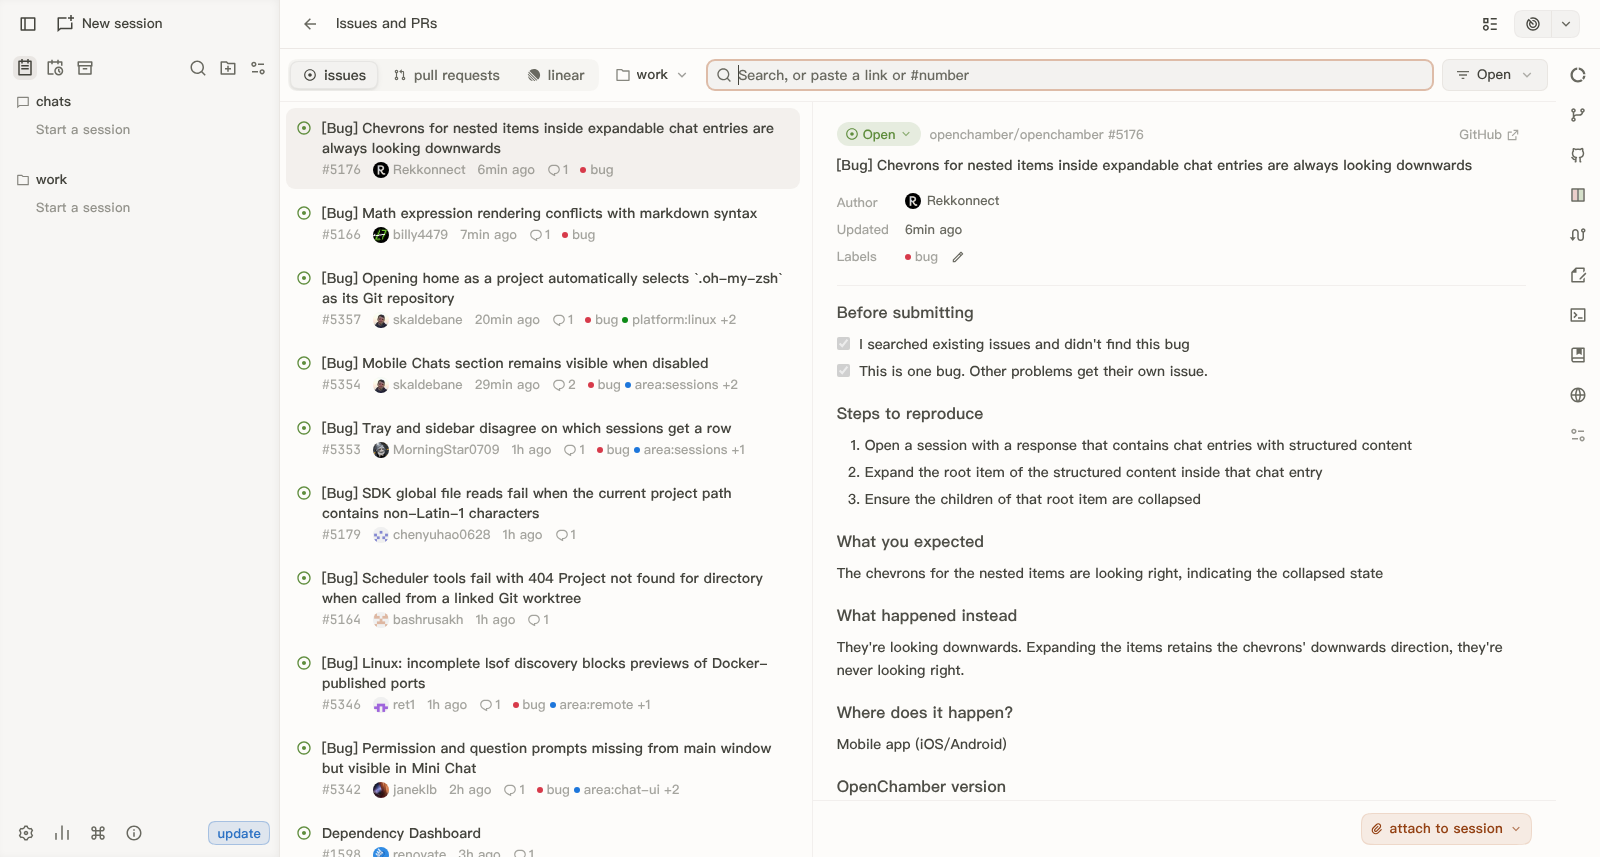 New session
chats
Start a session
work
Start a session
update
Issues and PRs
issues
pull requests
linear
work
Search, or paste a link or #number
Open
[Bug] Chevrons for nested items inside expandable chat entries are
always looking downwards
#5176 Rekkonnect 6min ago 1 bug
[Bug] Math expression rendering conflicts with markdown syntax
#5166 billy4479 7min ago 1 bug
[Bug] Opening home as a project automatically selects `.oh-my-zsh`
as its Git repository
#5357 skaldebane 20min ago 1 bug platform:linux +2
[Bug] Mobile Chats section remains visible when disabled
#5354 skaldebane 29min ago 2 bug area:sessions +2
[Bug] Tray and sidebar disagree on which sessions get a row
#5353 MorningStar0709 1h ago 1 bug area:sessions +1
[Bug] SDK global file reads fail when the current project path
contains non-Latin-1 characters
#5179 chenyuhao0628 1h ago 1
[Bug] Scheduler tools fail with 404 Project not found for directory
when called from a linked Git worktree
#5164 bashrusakh 1h ago 1
[Bug] Linux: incomplete lsof discovery blocks previews of Docker-
published ports
#5346 ret1 1h ago 1 bug area:remote +1
[Bug] Permission and question prompts missing from main window
but visible in Mini Chat
#5342 janeklb 2h ago 1 bug area:chat-ui +2
Dependency Dashboard
#1598 renovate 3h ago 1
Open openchamber/openchamber #5176 GitHub
[Bug] Chevrons for nested items inside expandable chat entries are always looking downwards
Author R Rekkonnect
Updated 6min ago
Labels bug
Before submitting
I searched existing issues and didn't find this bug
This is one bug. Other problems get their own issue.
Steps to reproduce
1. Open a session with a response that contains chat entries with structured content
2. Expand the root item of the structured content inside that chat entry
3. Ensure the children of that root item are collapsed
What you expected
The chevrons for the nested items are looking right, indicating the collapsed state
What happened instead
They're looking downwards. Expanding the items retains the chevrons' downwards direction, they're
never looking right.
Where does it happen?
Mobile app (iOS/Android)
OpenChamber version
attach to session